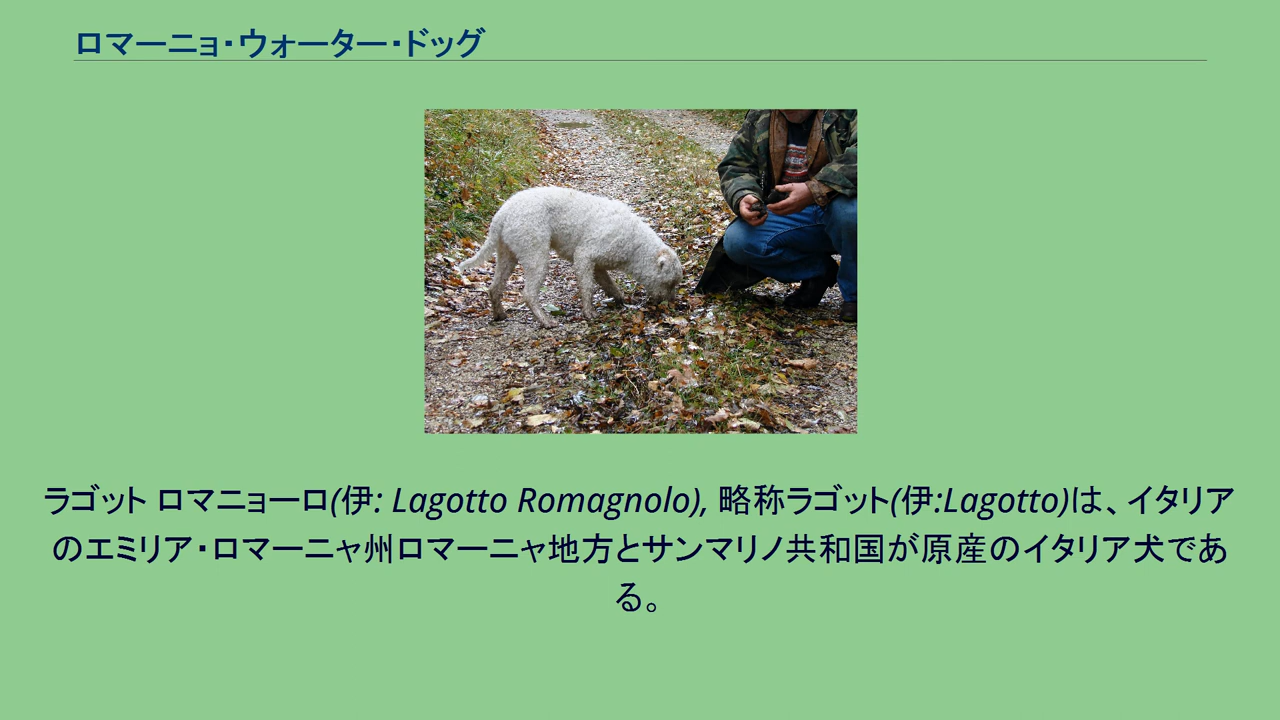 ロマーニョ・ウォーター・ドッグ
ラゴット ロマニョーロ(伊: Lagotto Romagnolo), 略称ラゴット(伊:Lagotto)は、イタリア
のエミリア・ロマーニャ州ロマーニャ地方とサンマリノ共和国が原産のイタリア犬であ
る。